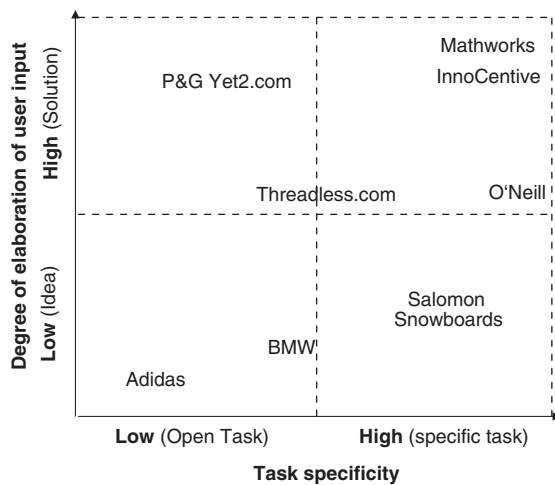 Degree of elaboration of user input
High (Solution)
Low (Idea)
Mathworks
P&G Yet2.com
InnoCentive
Threadless.com
O‘Neill
Salomon
Snowboards
BMW
Adidas
Low (Open Task)
High (specific task)
Task specificity